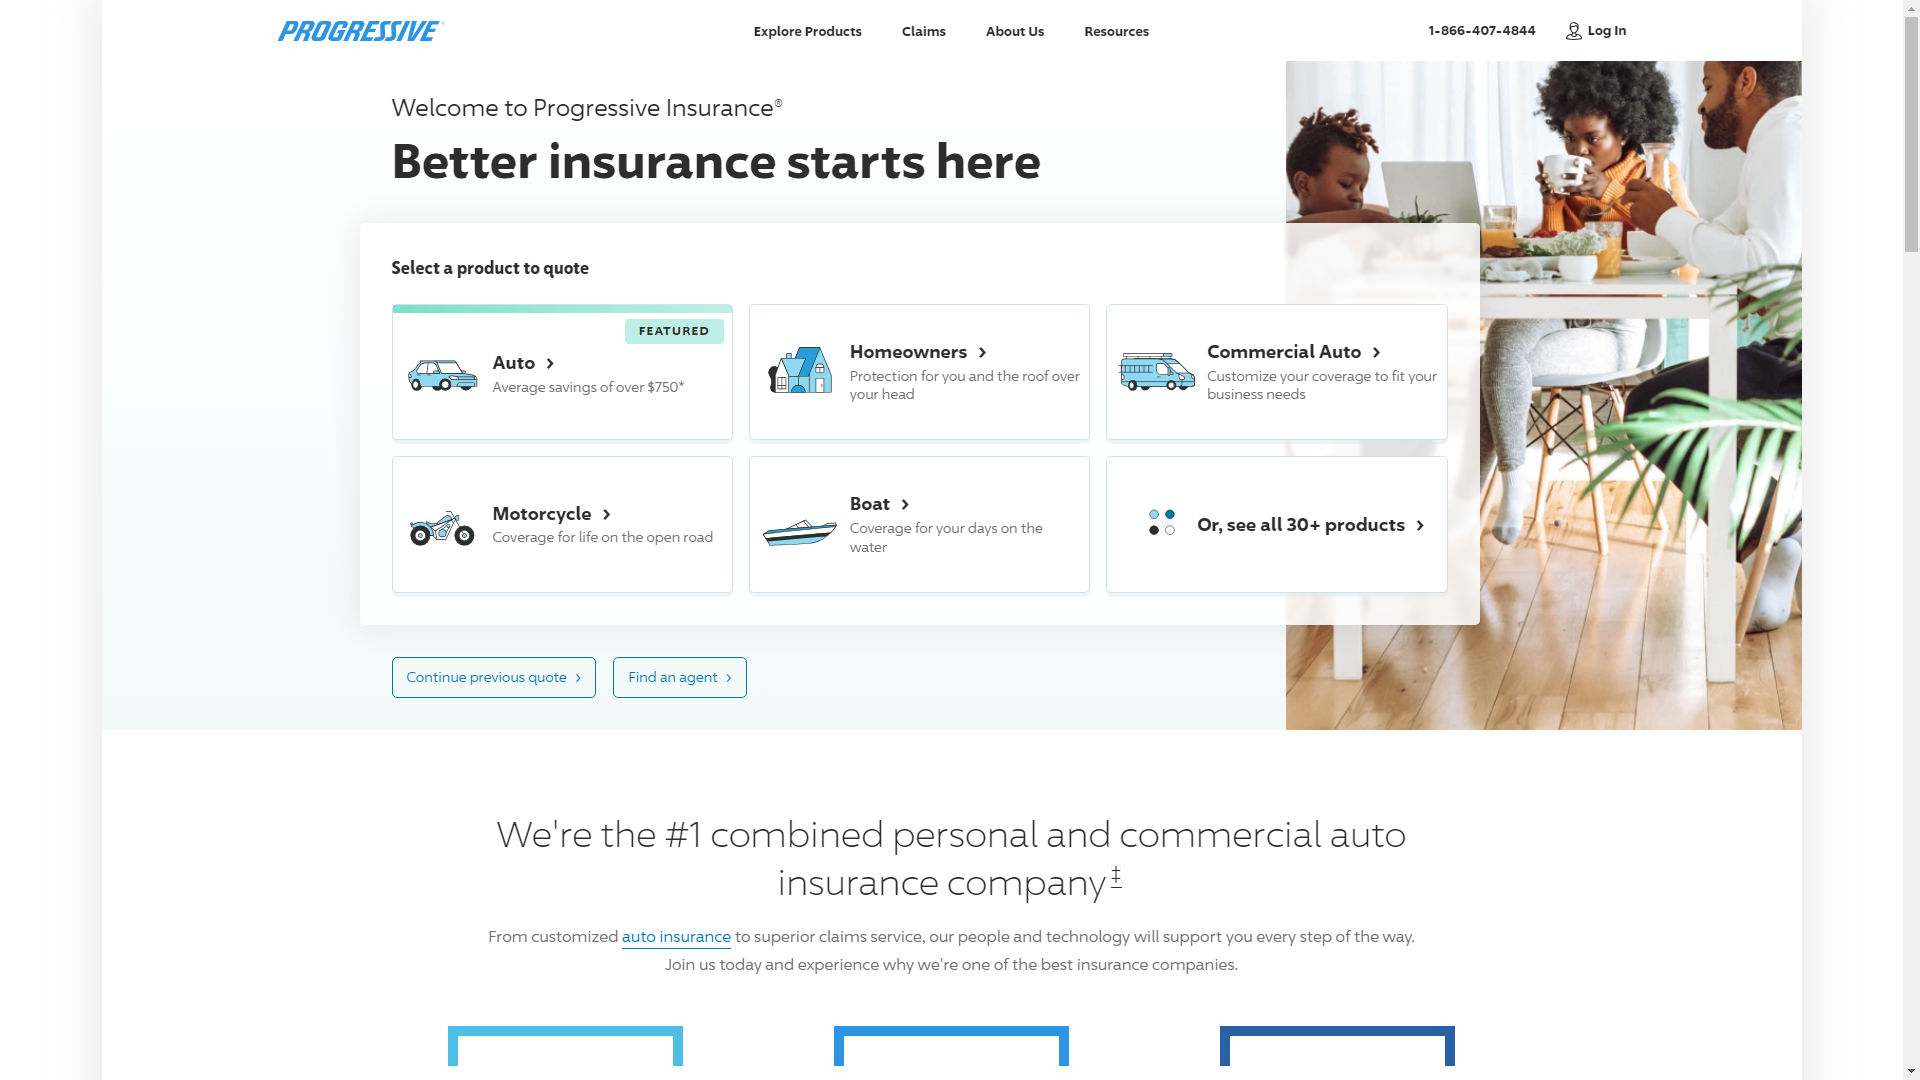 PROGRESSIVE
Explore Products
Claims
About Us
Resources
1-866-407-4844
Log In
Welcome to Progressive Insurance®
Better insurance starts here
Select a product to quote
FEATURED
Auto
Average savings of over $750*
Homeowners
Protection for you and the roof over
your head
Commercial Auto
Customize your coverage to fit your
business needs
Motorcycle
Coverage for life on the open road
Boat
Coverage for your days on the
water
Or, see all 30+ products
Continue previous quote
Find an agent
We're the #1 combined personal and commercial auto
insurance company‡
From customized auto insurance to superior claims service, our people and technology will support you every step of the way.
Join us today and experience why we're one of the best insurance companies.